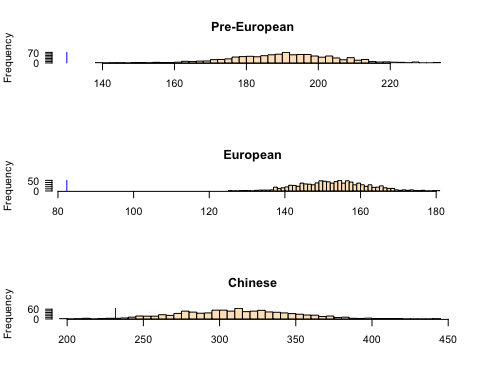 Pre-European
Frequency
70
0
140 160 180 200 220
European
Frequency
50
0
80 100 120 140 160 180
Chinese
Frequency
60
0
200 250 300 350 400 450